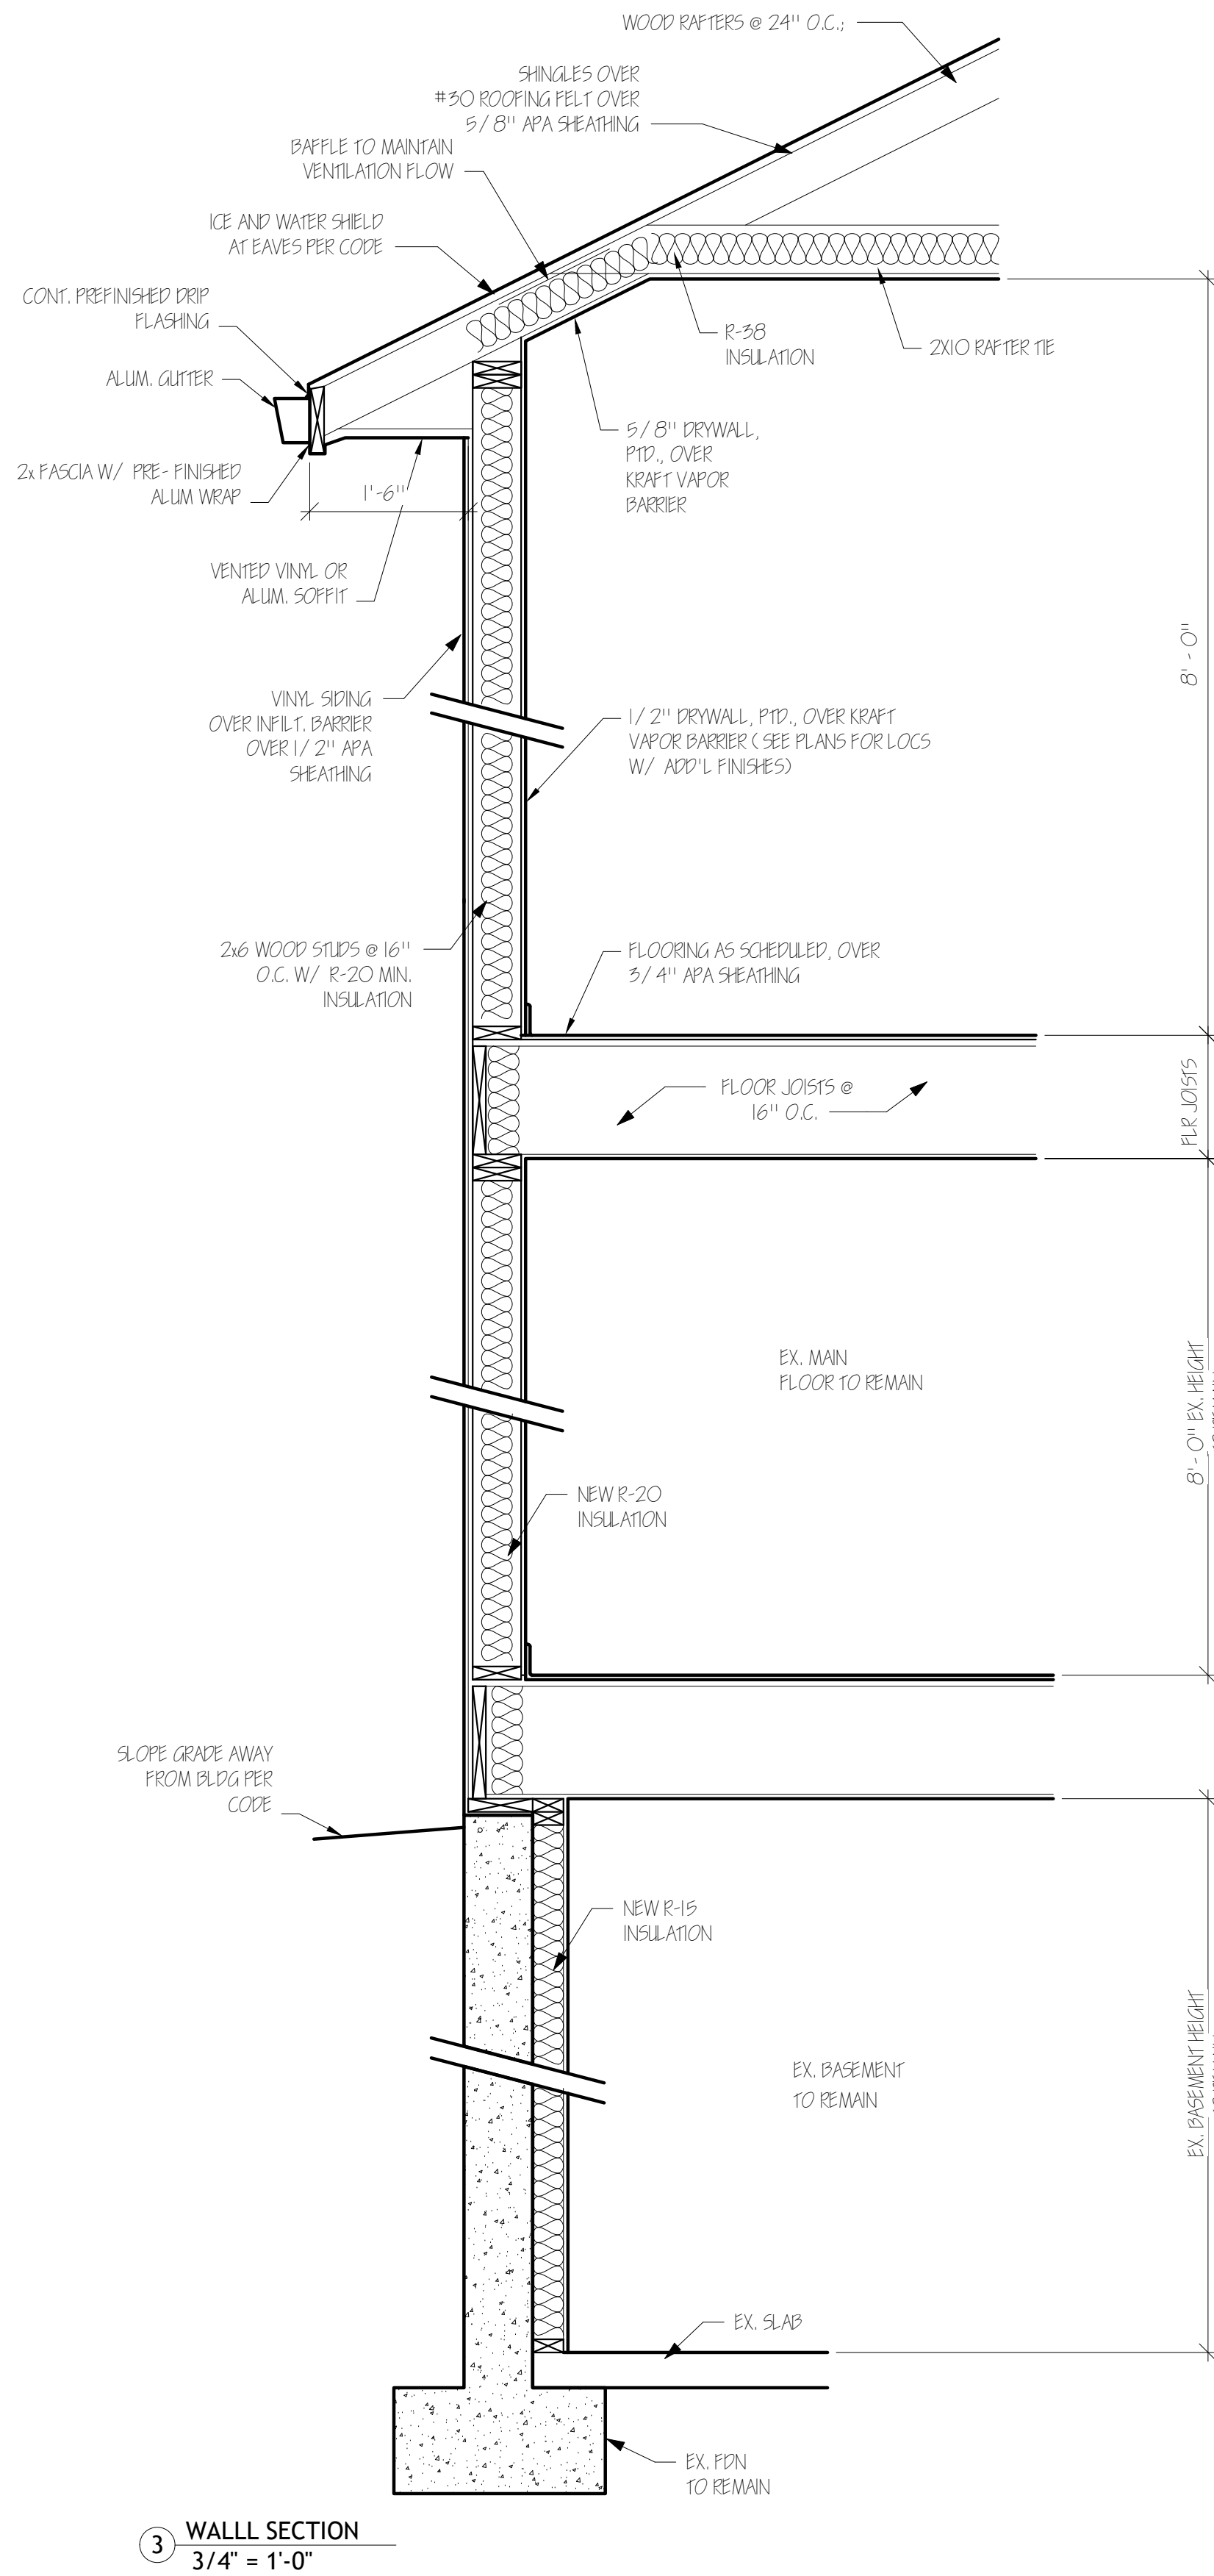 WOOD RAFTERS @ 24" O.C.;
SHINGLES OVER
#30 ROOFING FELT OVER
5/8" APA SHEATHING
BAFFLE TO MAINTAIN
VENTILATION FLOW
ICE AND WATER SHIELD
AT EAVES PER CODE
CONT. PREFINISHED DRIP
FLASHING
ALUM. GUTTER
2x FASCIA W/ PRE-FINISHED
ALUM WRAP
1'-6"
VENTED VINYL OR
ALUM. SOFFIT
R-38
INSULATION
2X10 RAFTER TIE
5/8" DRYWALL,
PTD., OVER
KRAFT VAPOR
BARRIER
8'-0"
VINYL SIDING
OVER INFILT. BARRIER
OVER 1/2" APA
SHEATHING
1/2" DRYWALL, PTD., OVER KRAFT
VAPOR BARRIER (SEE PLANS FOR LOCS
W/ ADD'L FINISHES)
2x6 WOOD STUDS @ 16"
O.C. W/ R-20 MIN.
INSULATION
FLOORING AS SCHEDULED, OVER
3/4" APA SHEATHING
FLOOR JOISTS @
16" O.C.
FLR JOISTS
EX. MAIN
FLOOR TO REMAIN
8'-0" EX. HEIGHT
NEW R-20
INSULATION
SLOPE GRADE AWAY
FROM BLDG PER
CODE
NEW R-15
INSULATION
EX. BASEMENT
TO REMAIN
EX. BASEMENT HEIGHT
EX. SLAB
EX. FDN
TO REMAIN
3 WALLL SECTION
3/4" = 1'-0"